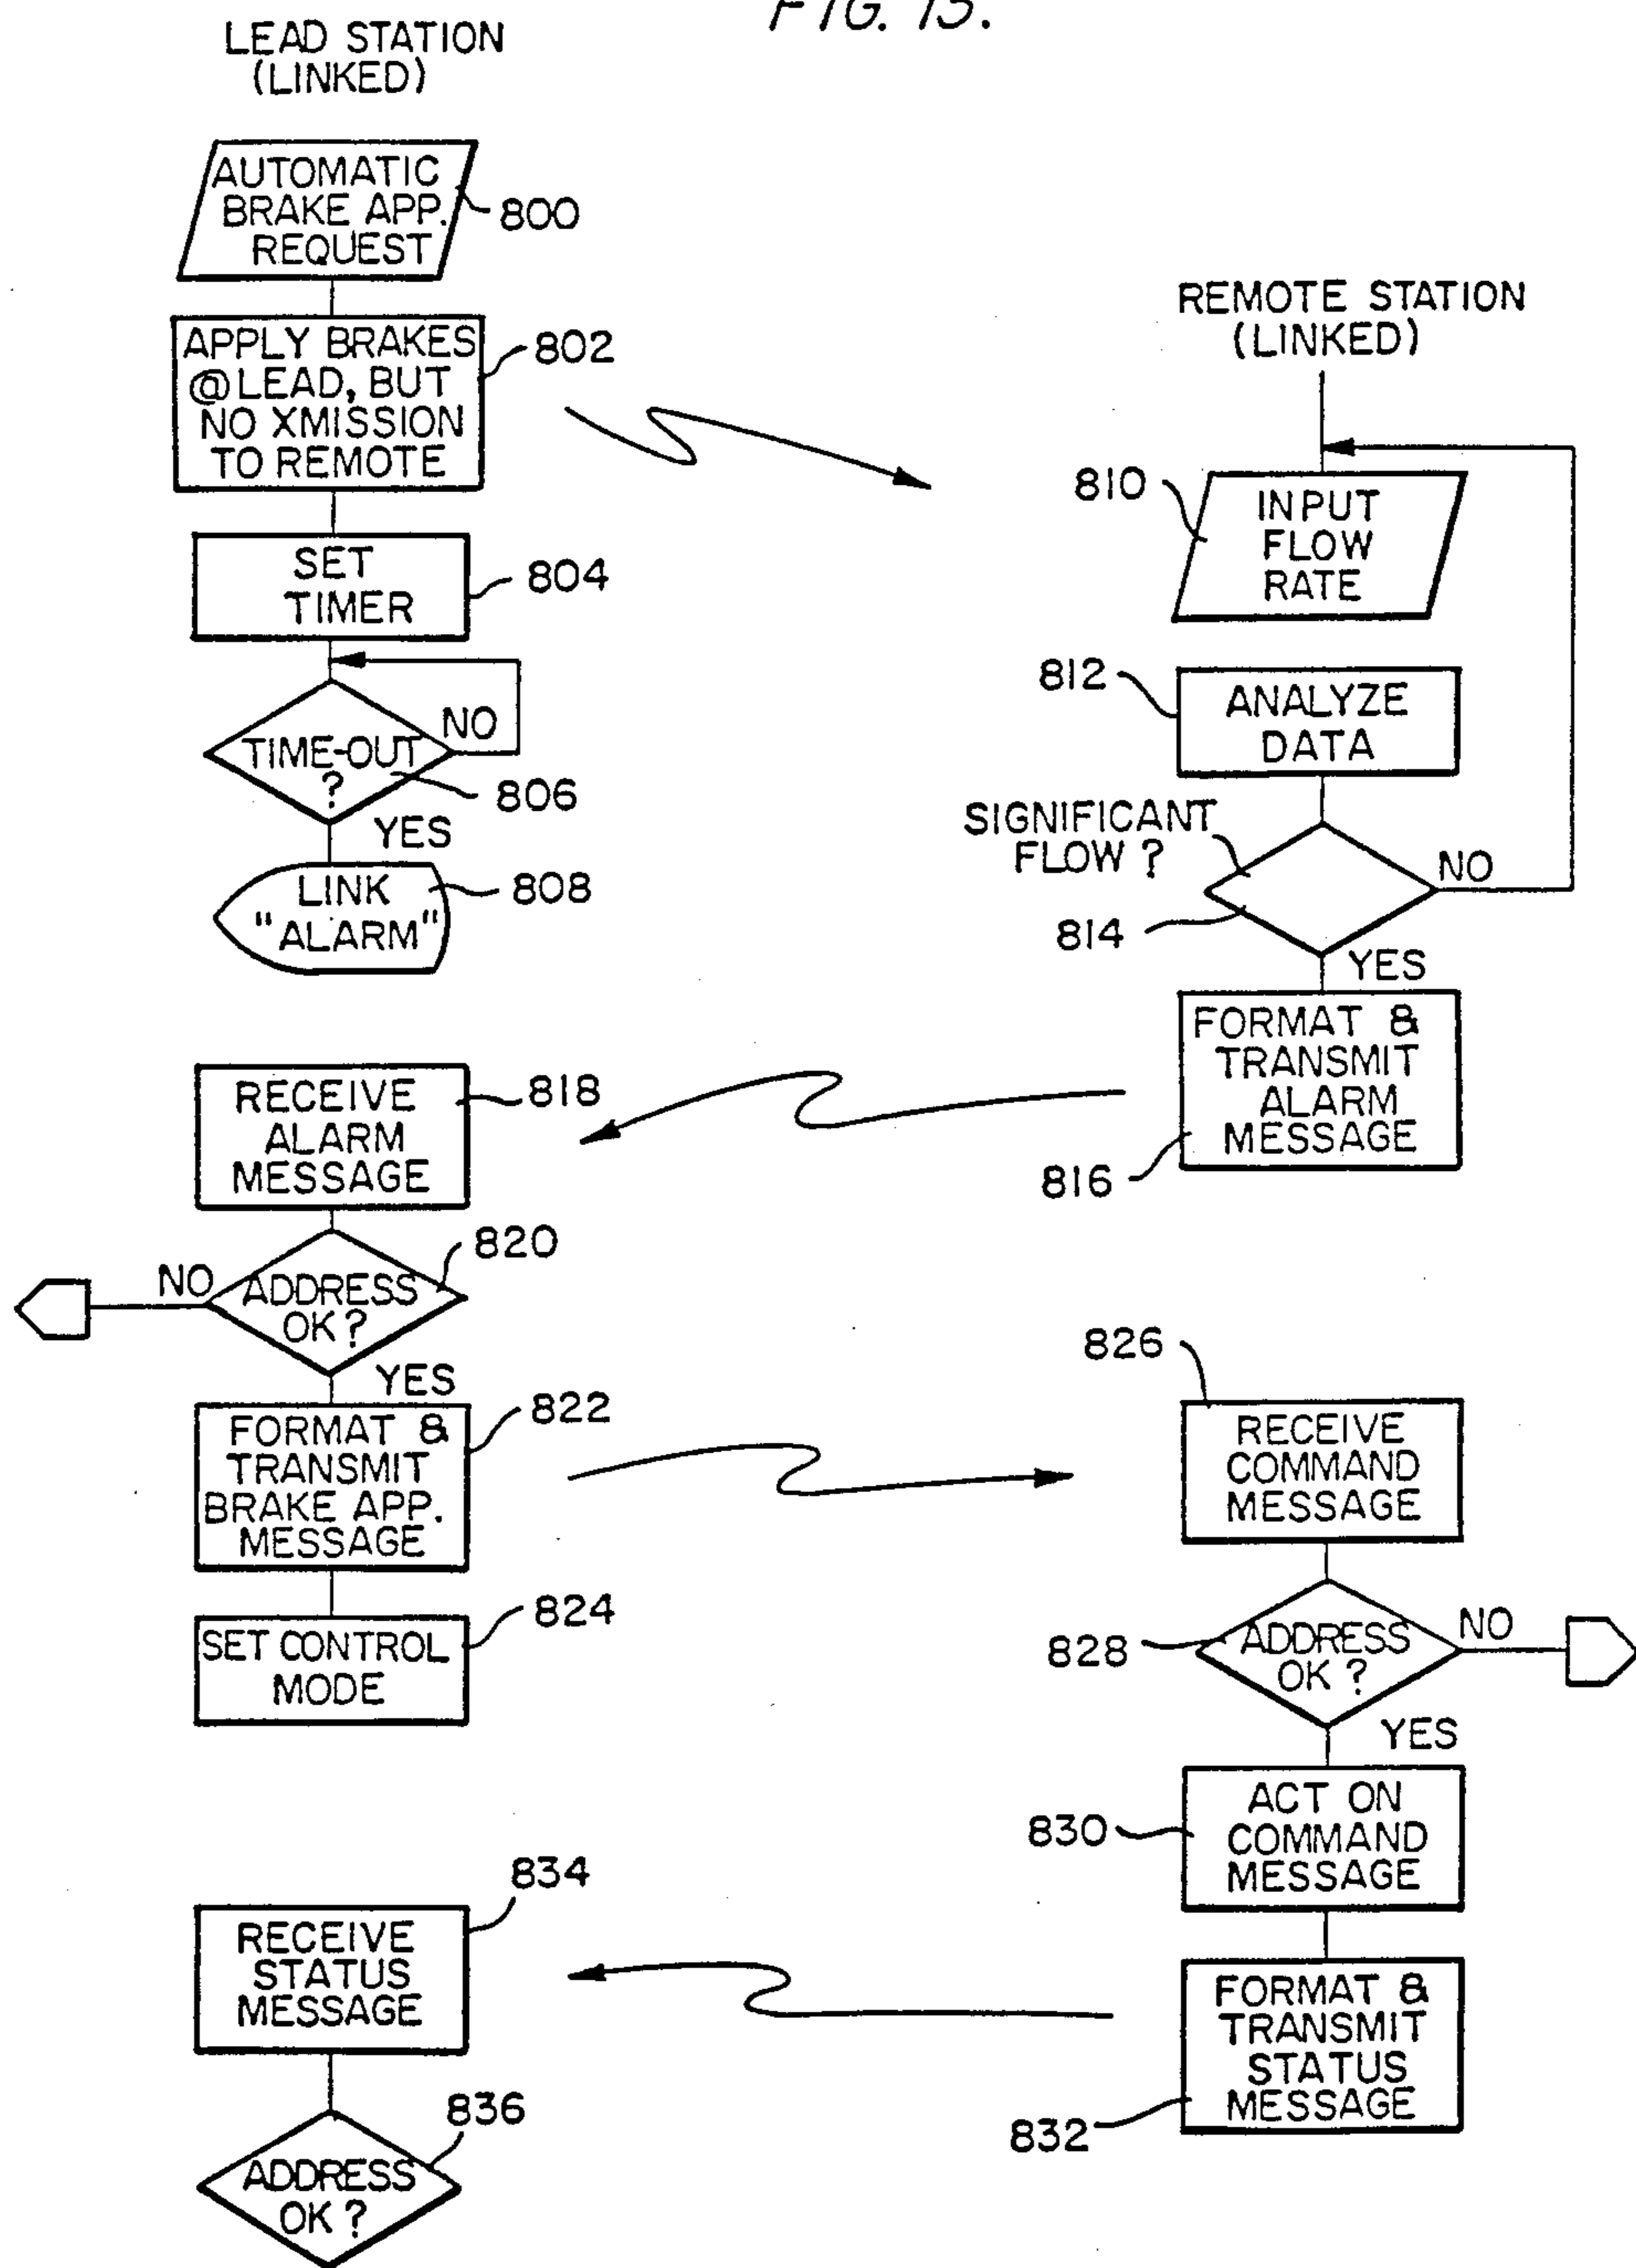 FIG. 13.
LEAD STATION
(LINKED)
AUTOMATIC
BRAKE APP.
REQUEST
800
APPLY BRAKES
@LEAD, BUT
NO XMISSION
TO REMOTE
802
SET
TIMER
804
TIME-OUT
?
NO
806
YES
LINK
"ALARM"
808
REMOTE STATION
(LINKED)
810
INPUT
FLOW
RATE
812
ANALYZE
DATA
SIGNIFICANT
FLOW ?
NO
814
YES
FORMAT &
TRANSMIT
ALARM
MESSAGE
816
RECEIVE
ALARM
MESSAGE
818
820
NO
ADDRESS
OK ?
YES
FORMAT &
TRANSMIT
BRAKE APP.
MESSAGE
822
SET CONTROL
MODE
824
826
RECEIVE
COMMAND
MESSAGE
828
ADDRESS
OK ?
NO
YES
830
ACT ON
COMMAND
MESSAGE
FORMAT &
TRANSMIT
STATUS
MESSAGE
832
834
RECEIVE
STATUS
MESSAGE
836
ADDRESS
OK ?